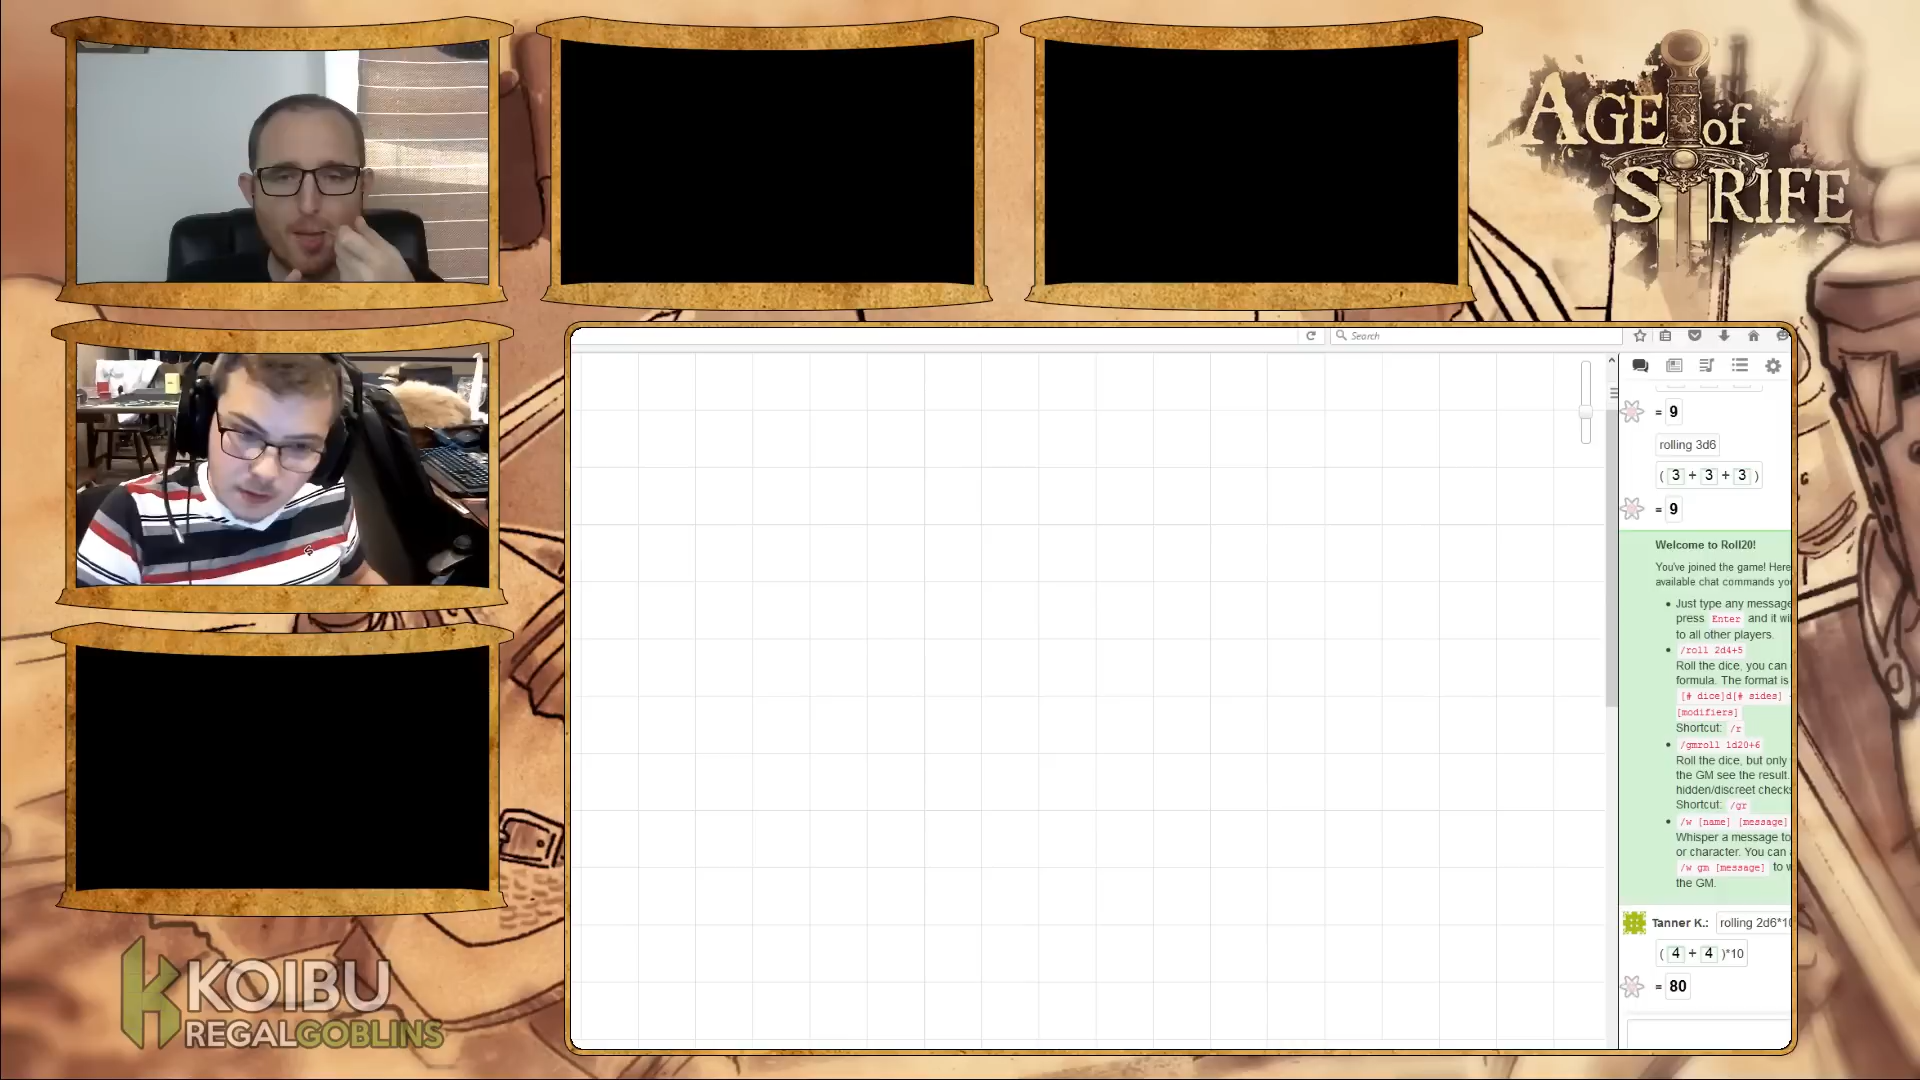 AGE of
STRIFE
Search
= 9
rolling 3d6
( 3 + 3 + 3 )
= 9
Welcome to Roll20!
You've joined the game! Here
available chat commands yo
• Just type any message
press Enter and it wi
to all other players.
• /roll 2d4+5
Roll the dice, you can
formula. The format is
[# dice]d[# sides]
[modifiers]
Shortcut: /r
• /gmroll 1d20+6
Roll the dice, but only
the GM see the result.
hidden/discreet checks
Shortcut: /gr
• /w [name] [message]
Whisper a message to
or character. You can
/w gm [message] to
the GM.
Tanner K.: rolling 2d6*10
( 4 + 4 )*10
= 80
KOIBU
REGALGOBLINS